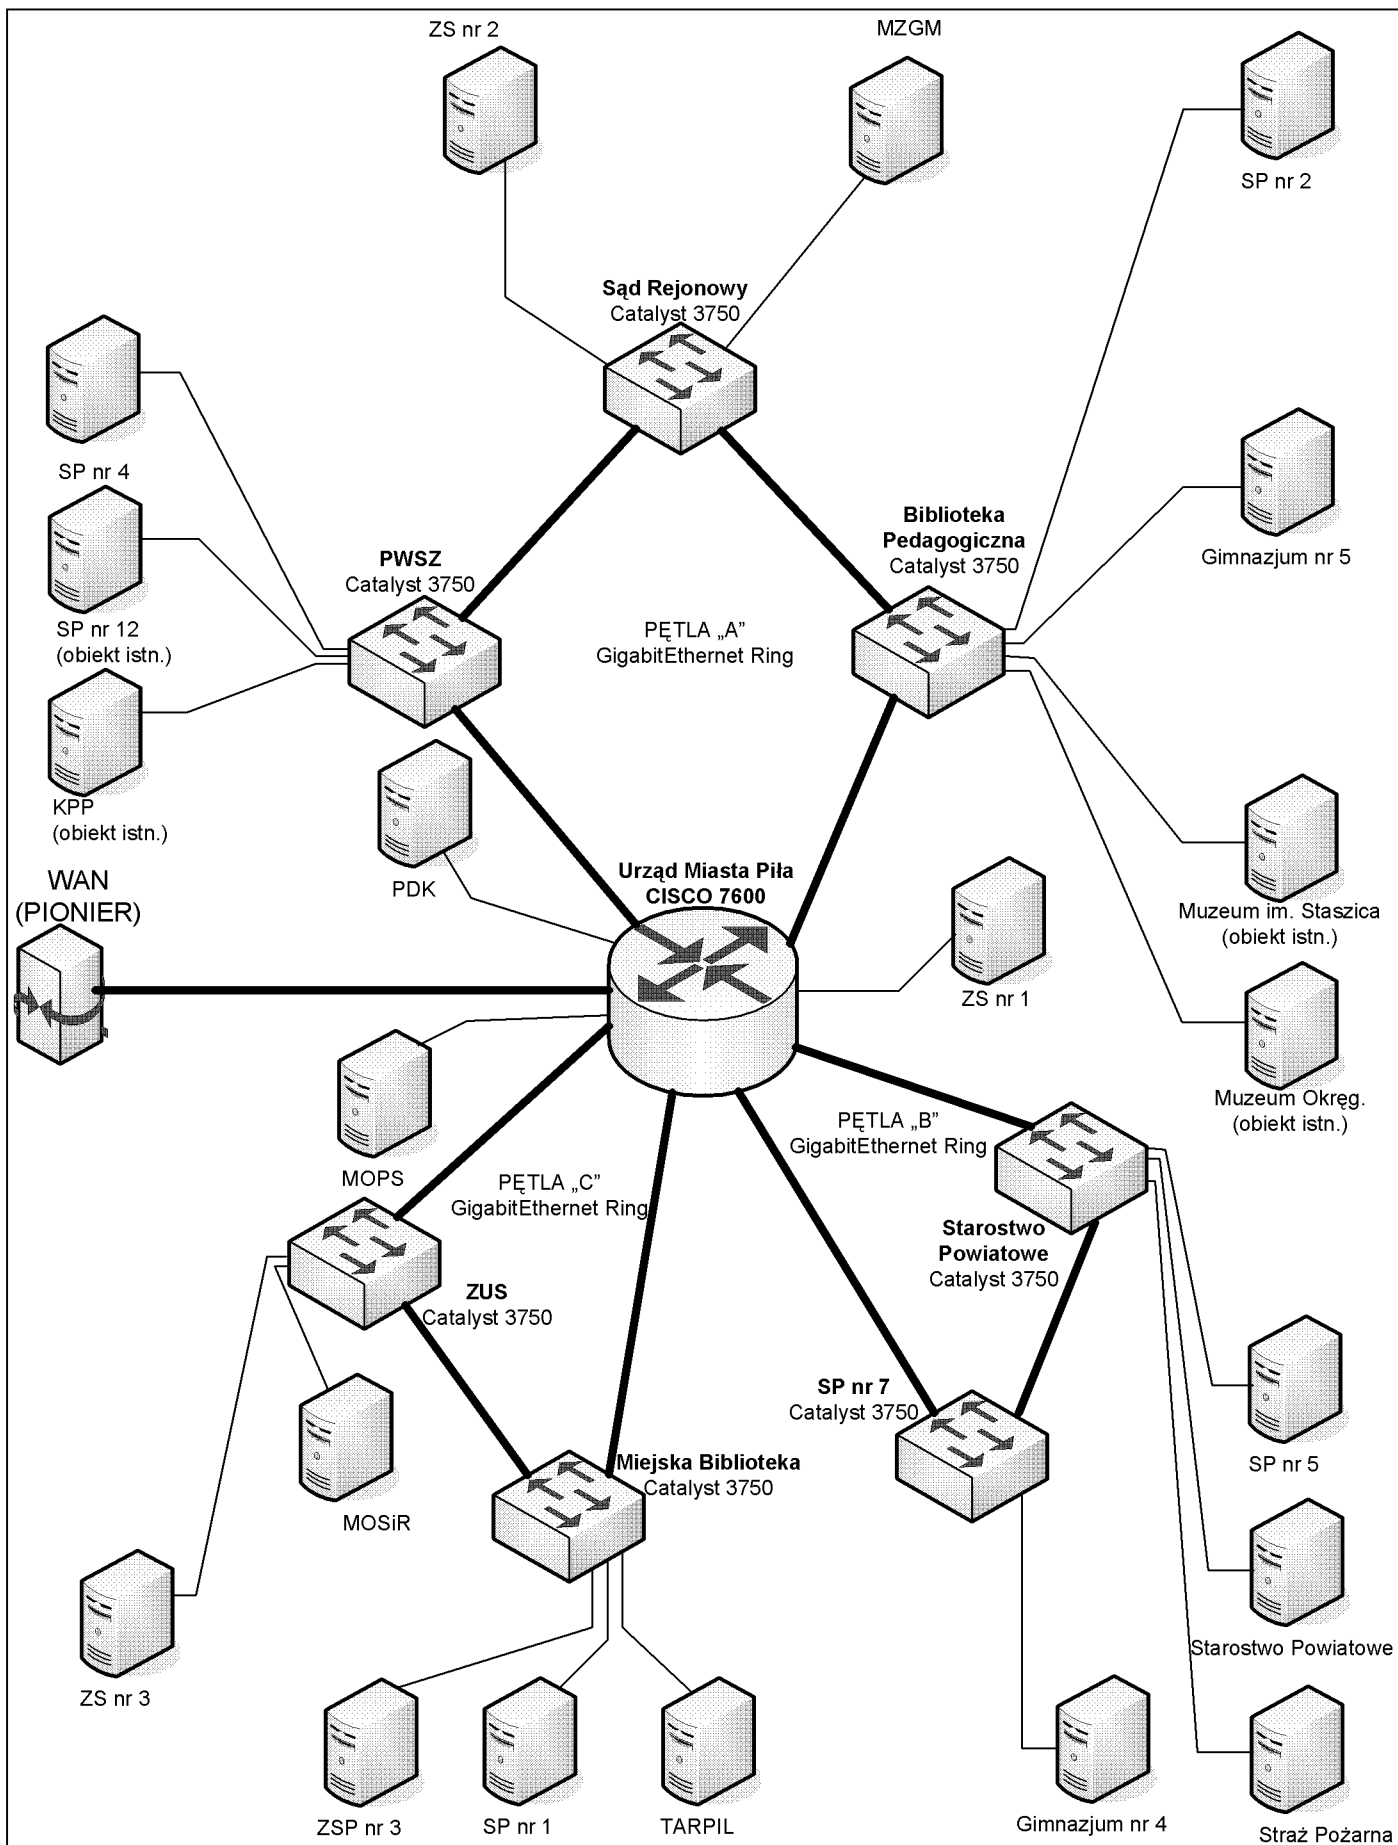 ZS nr 2
MZGM
SP nr 2
Sąd Rejonowy
Catalyst 3750
SP nr 4
Biblioteka
Pedagogiczna
Catalyst 3750
Gimnazjum nr 5
PWSZ
Catalyst 3750
SP nr 12
(obiekt istn.)
PĘTLA „A”
GigabitEthernet Ring
KPP
(obiekt istn.)
PDK
Urząd Miasta Piła
CISCO 7600
WAN
(PIONIER)
Muzeum im. Staszica
(obiekt istn.)
ZS nr 1
Muzeum Okręg.
(obiekt istn.)
MOPS
PĘTLA „B”
GigabitEthernet Ring
PĘTLA „C”
GigabitEthernet Ring
Starostwo
Powiatowe
Catalyst 3750
ZUS
Catalyst 3750
SP nr 7
Catalyst 3750
SP nr 5
Miejska Biblioteka
Catalyst 3750
MOSiR
Starostwo Powiatowe
ZS nr 3
ZSP nr 3
SP nr 1
TARPIL
Gimnazjum nr 4
Straż Pożarna